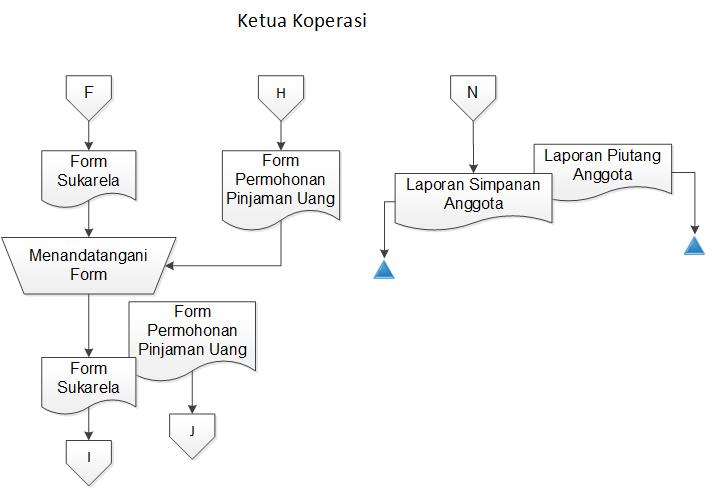 Ketua Koperasi
F
H
N
Form
Sukarela
Form
Permohonan
Pinjaman Uang
Laporan Simpanan
Anggota
Laporan Piutang
Anggota
Menandatangani
Form
Form
Permohonan
Pinjaman Uang
Form
Sukarela
J
I